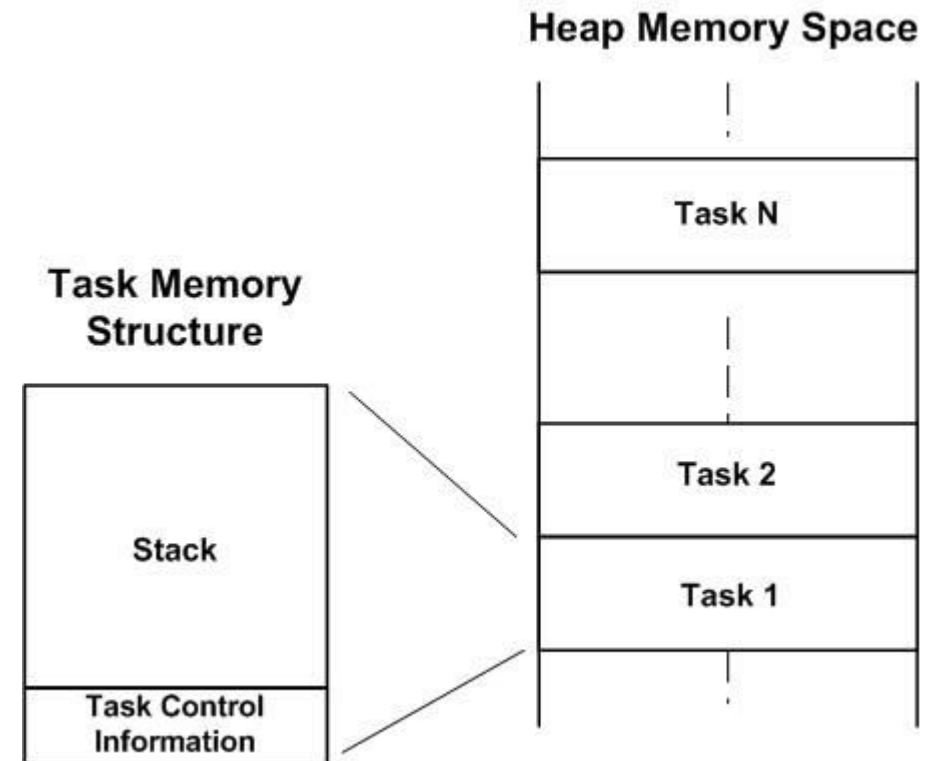 Heap Memory Space
Task N
Task Memory
Structure
Task 2
Stack
Task 1
Task Control
Information